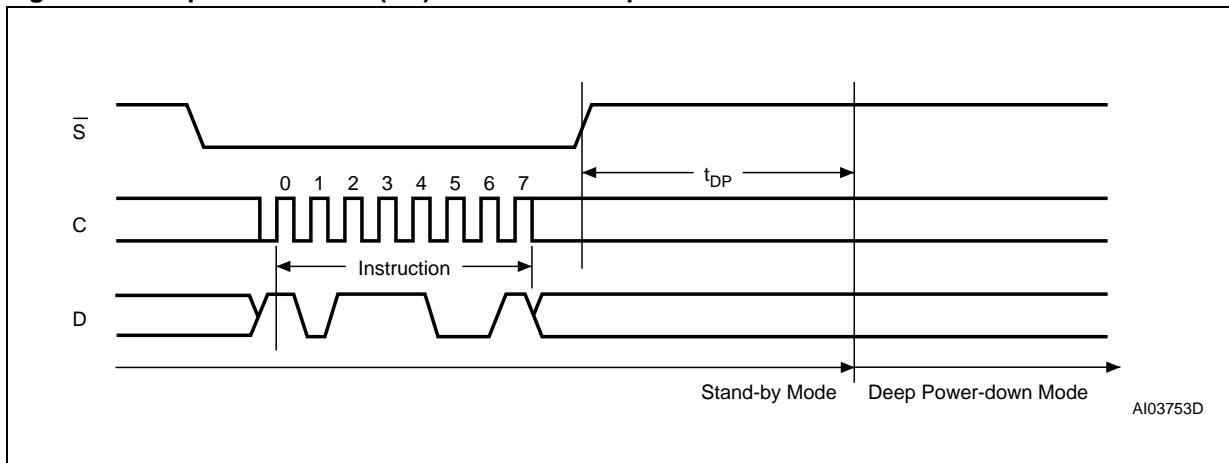 S
0 1 2 3 4 5 6 7
tDP
C
Instruction
D
Stand-by Mode
Deep Power-down Mode
AI03753D